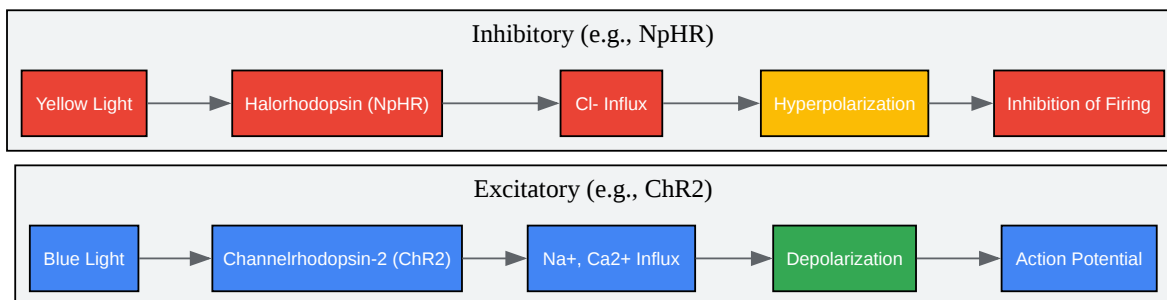 Inhibitory (e.g., NpHR)
Yellow Light
Halorhodopsin (NpHR)
Cl- Influx
Hyperpolarization
Inhibition of Firing
Excitatory (e.g., ChR2)
Blue Light
Channelrhodopsin-2 (ChR2)
Na+, Ca2+ Influx
Depolarization
Action Potential